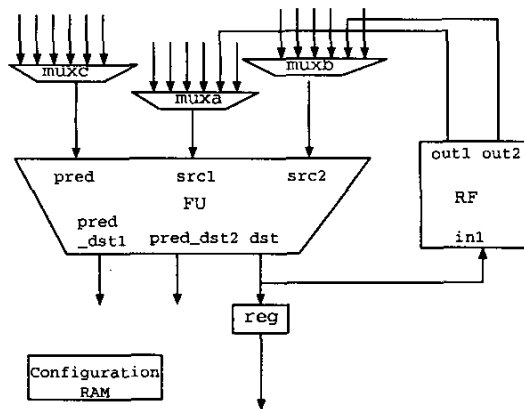 muxc
muxa
muxb
pred src1 src2
FU
pred
_dst1 pred_dst2 dst
out1 out2
RF
in1
reg
Configuration
RAM